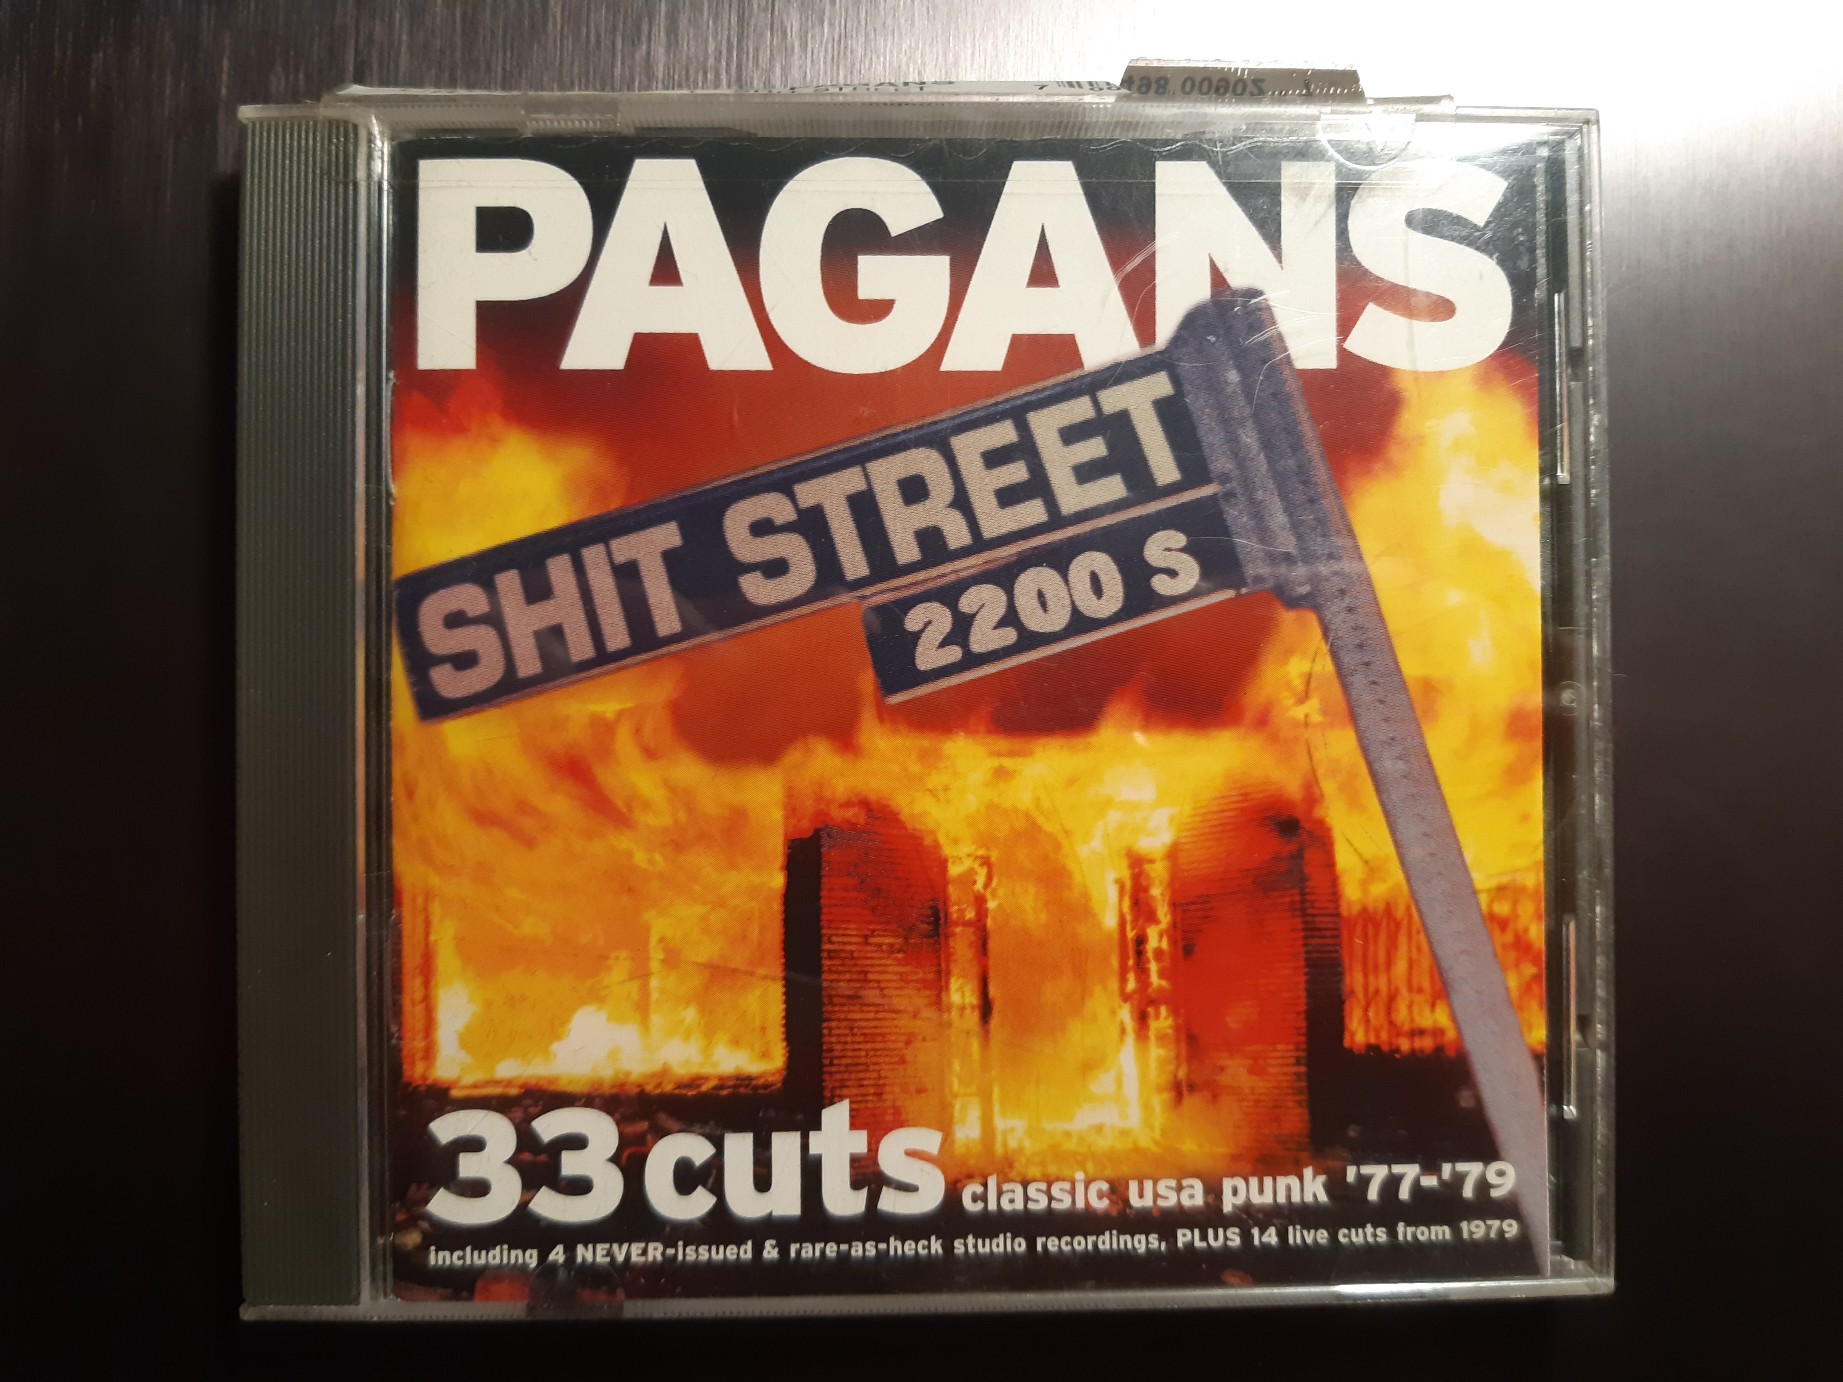 PAGANS
SHIT STREET
2200 S
33 cuts classic usa punk '77-'79
including 4 NEVER-issued & rare-as-heck studio recordings, PLUS 14 live cuts from 1979